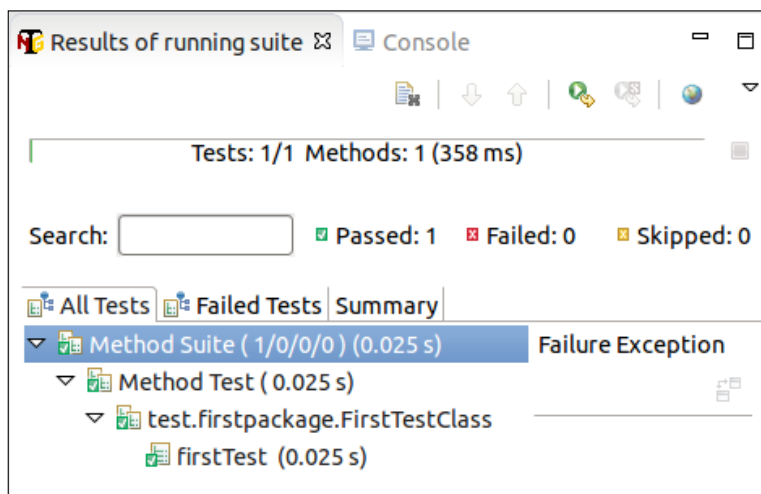 Results of running suite Console
Tests: 1/1 Methods: 1 (358 ms)
Search: Passed: 1 Failed: 0 Skipped: 0
All Tests Failed Tests Summary
Method Suite ( 1/0/0/0 ) (0.025 s) Failure Exception
Method Test ( 0.025 s)
test.firstpackage.FirstTestClass
firstTest (0.025 s)